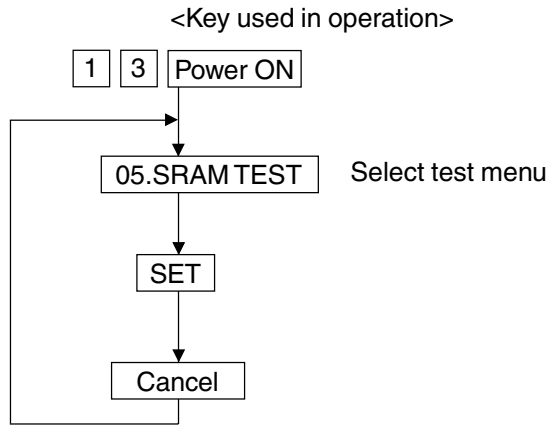 <Key used in operation>
1 3 Power ON
05.SRAM TEST Select test menu
SET
Cancel